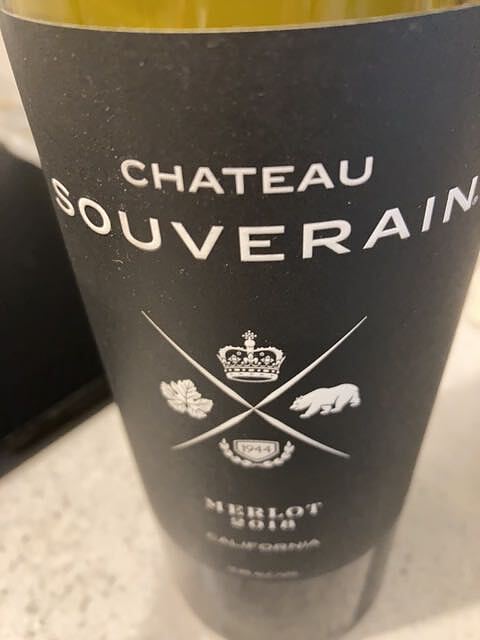 CHATEAU
SOUVERAIN.
1944
MERLOT
2018
CALIFORNIA